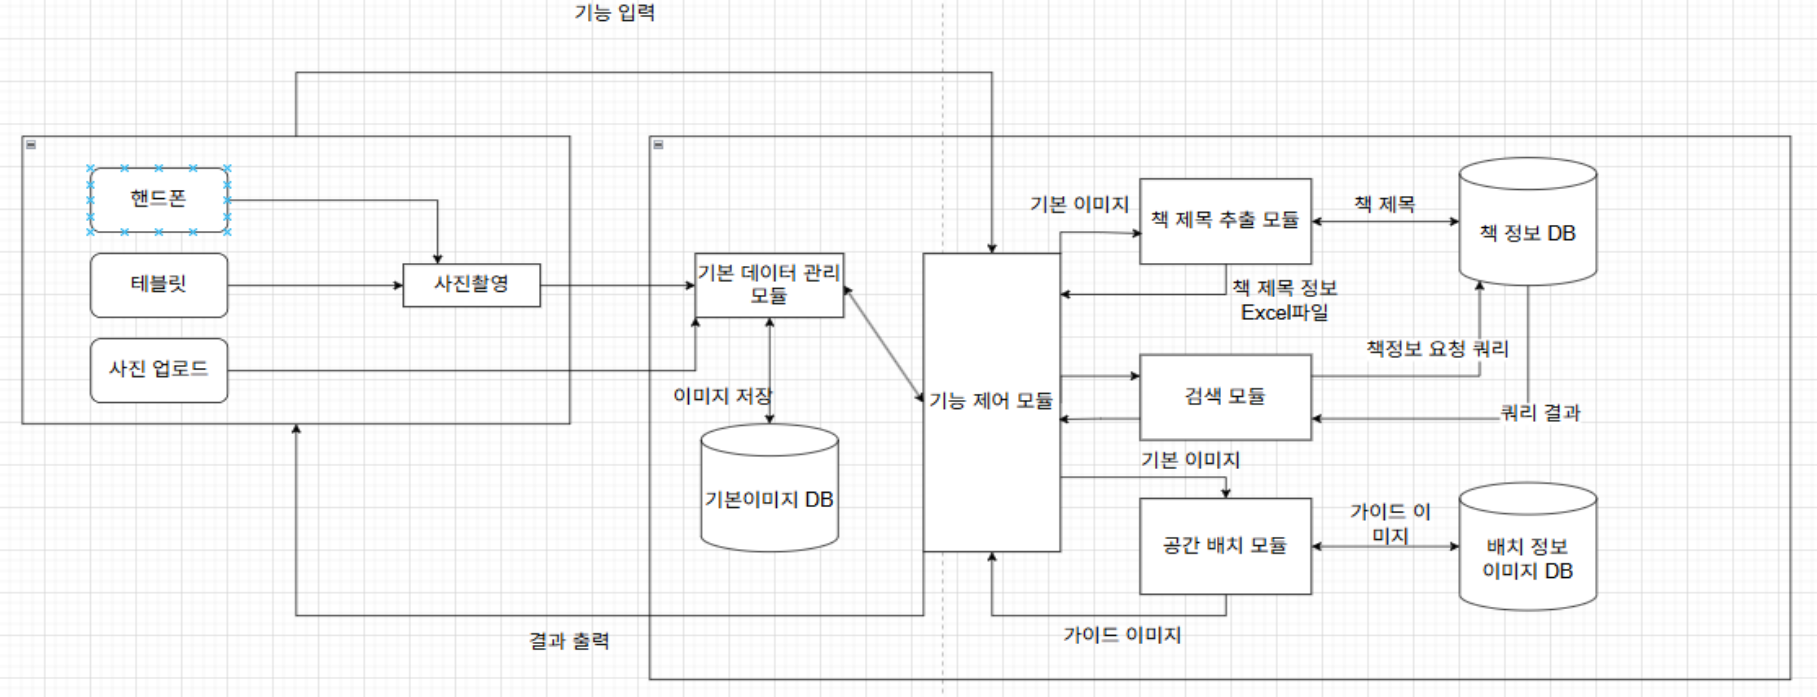 기능 입력
핸드폰
테블릿
사진 업로드
사진촬영
기본 데이터 관리
모듈
이미지 저장
기본이미지 DB
기능 제어 모듈
기본 이미지
책 제목 추출 모듈
책 제목
책 정보 DB
책 제목 정보
Excel파일
책정보 요청 쿼리
검색 모듈
쿼리 결과
기본 이미지
공간 배치 모듈
가이드 이
미지
배치 정보
이미지 DB
가이드 이미지
결과 출력